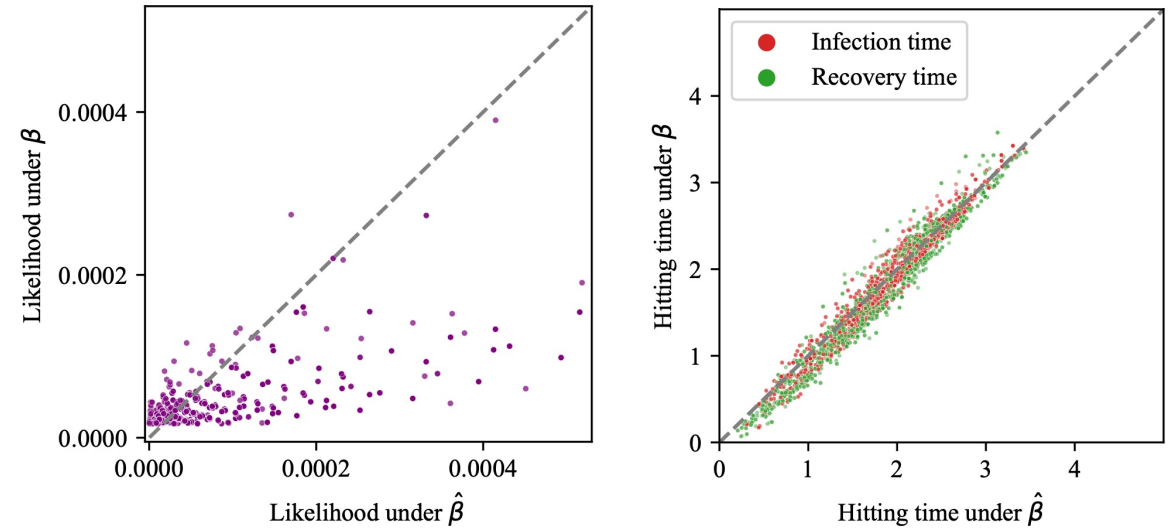 0.0004
0.0002
0.0000
0.0000 0.0002 0.0004
Likelihood under β
Likelihood under β̂
Infection time
Recovery time
4
3
2
1
0
0 1 2 3 4
Hitting time under β
Hitting time under β̂